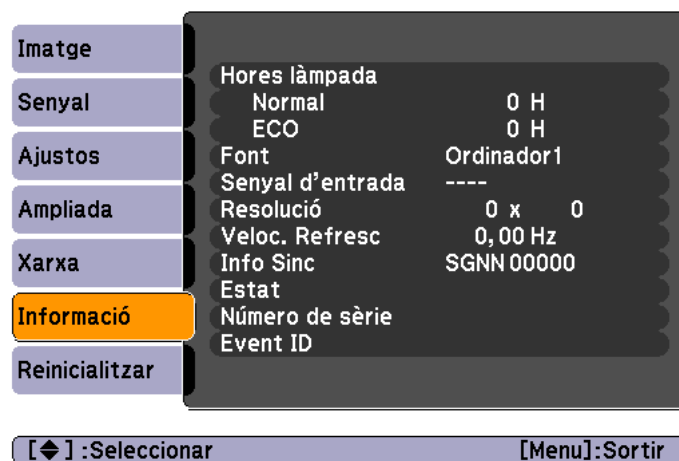 Imatge
Senyal
Ajustos
Ampliada
Xarxa
Informació
Reinicialitzar
Hores làmpada
Normal 0 H
ECO 0 H
Font Ordinador1
Senyal d'entrada ----
Resolució 0 x 0
Veloc. Refresc 0,00 Hz
Info Sinc SGNN 00000
Estat
Número de sèrie
Event ID
[◆] :Seleccionar [Menu]:Sortir